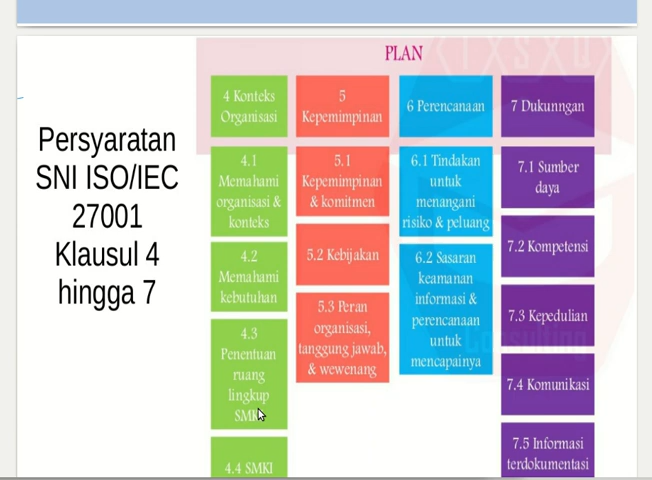 PLAN
Persyaratan
SNI ISO/IEC
27001
Klausul 4
hingga 7
4 Konteks
Organisasi
4.1
Memahami
organisasi &
konteks
4.2
Memahami
kebutuhan
4.3
Penentuan
ruang
lingkup
4.4 SMKI
5
Kepemimpinan
5.1
Kepemimpinan
& komitmen
5.2 Kebijakan
5.3 Peran
organisasi,
tanggung jawab,
& wewenang
6 Perencanaan
6.1 Tindakan
untuk
menangani
risiko & peluang
6.2 Sasaran
keamanan
informasi &
perencanaan
untuk
mencapainya
7 Dukunngan
7.1 Sumber
daya
7.2 Kompetensi
7.3 Kepedulian
7.4 Komunikasi
7.5 Informasi
terdokumentasi
Consulting